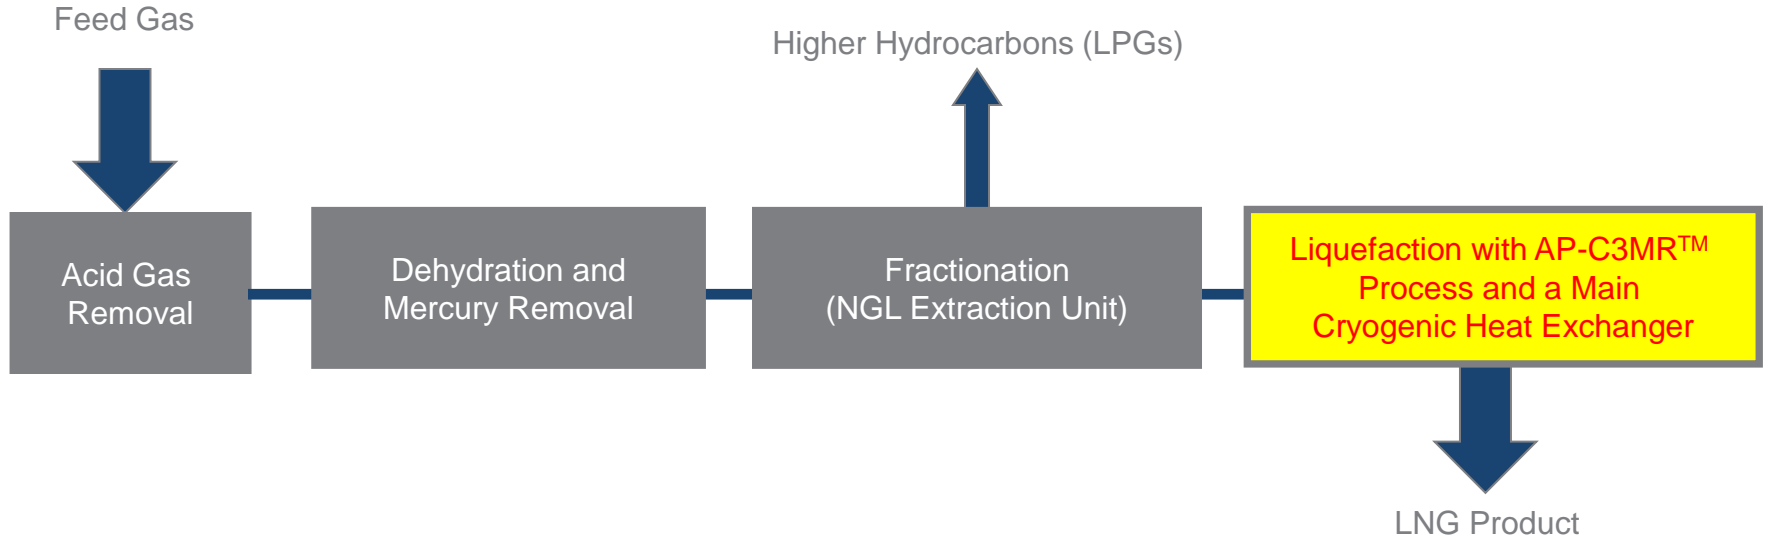 Feed Gas
Higher Hydrocarbons (LPGs)
Acid Gas
Removal
Dehydration and
Mercury Removal
Fractionation
(NGL Extraction Unit)
Liquefaction with AP-C3MR™
Process and a Main
Cryogenic Heat Exchanger
LNG Product